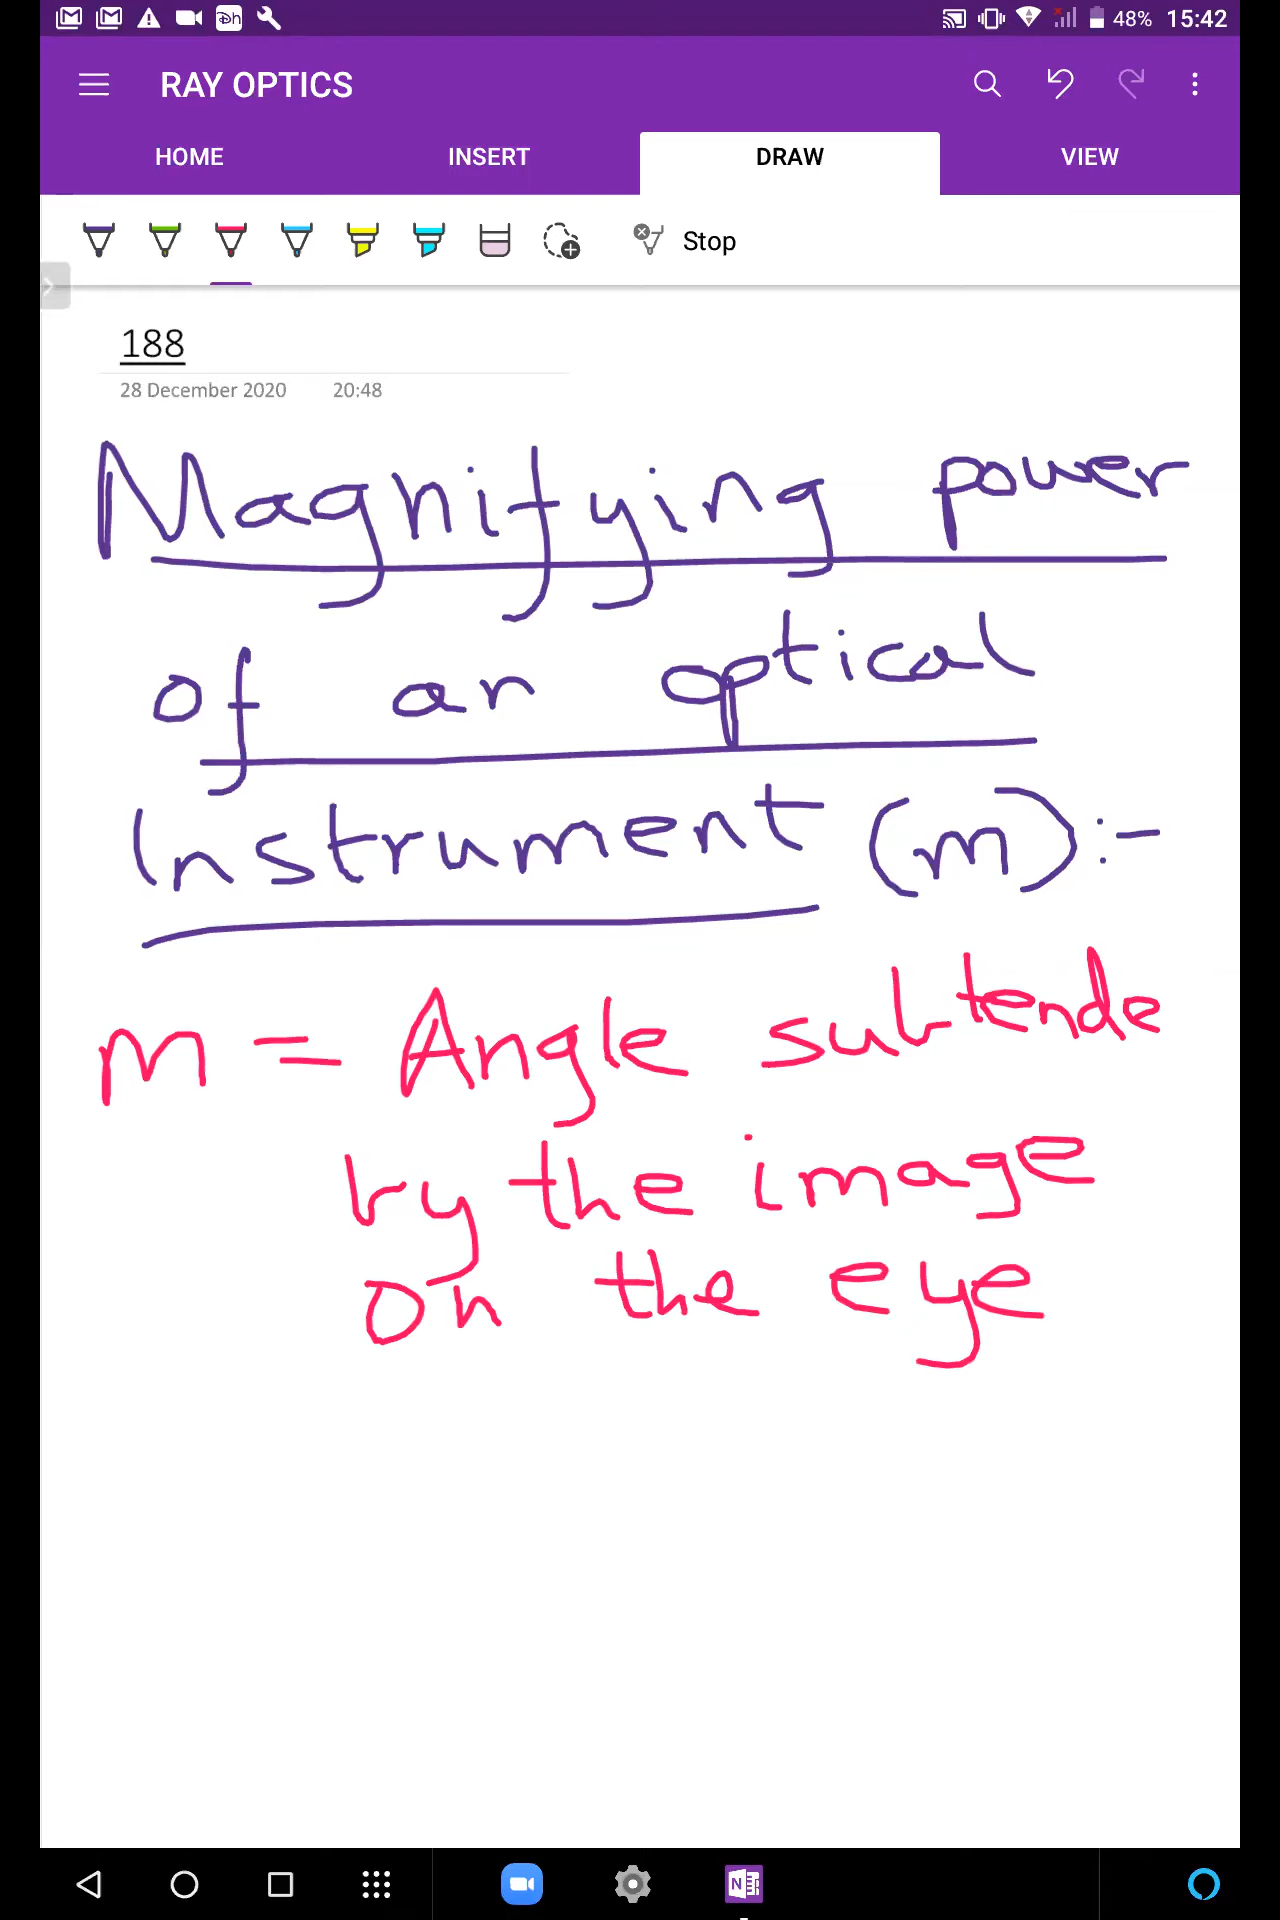 48% 15:42
RAY OPTICS
HOME INSERT DRAW VIEW
Stop
188
28 December 2020 20:48
Magnifying power
of an optical
Instrument (m):-
m = Angle subtende
by the image
on the eye